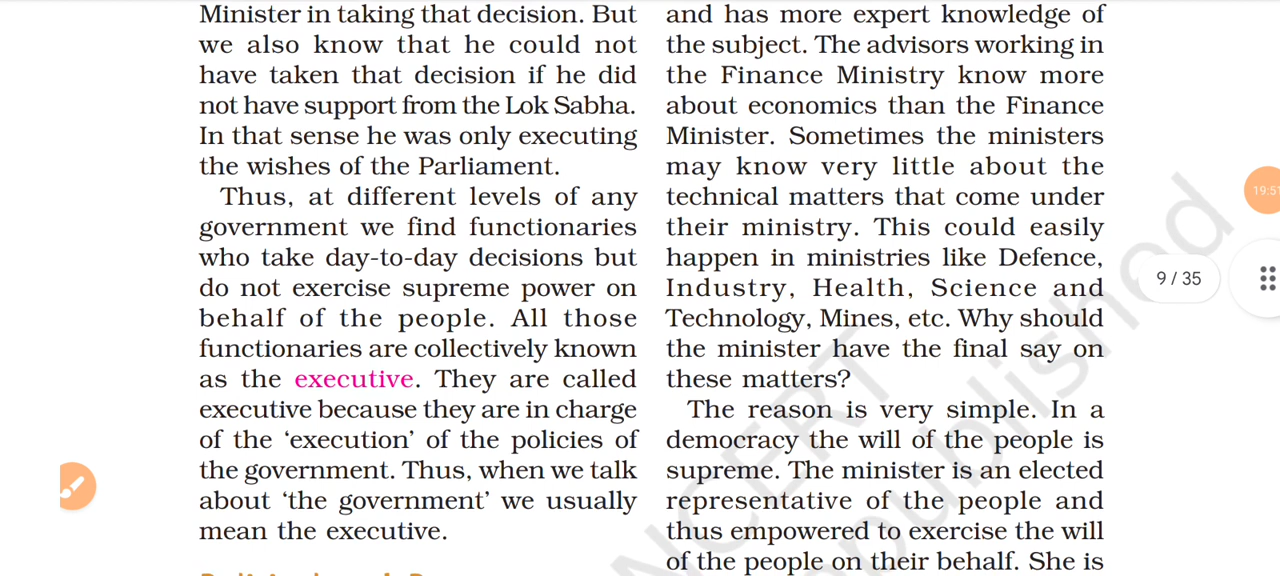 Minister in taking that decision. But
we also know that he could not
have taken that decision if he did
not have support from the Lok Sabha.
In that sense he was only executing
the wishes of the Parliament.
Thus, at different levels of any
government we find functionaries
who take day-to-day decisions but
do not exercise supreme power on
behalf of the people. All those
functionaries are collectively known
as the executive. They are called
executive because they are in charge
of the ‘execution’ of the policies of
the government. Thus, when we talk
about ‘the government’ we usually
mean the executive.
and has more expert knowledge of
the subject. The advisors working in
the Finance Ministry know more
about economics than the Finance
Minister. Sometimes the ministers
may know very little about the
technical matters that come under
their ministry. This could easily
happen in ministries like Defence,
Industry, Health, Science and
Technology, Mines, etc. Why should
the minister have the final say on
these matters?
The reason is very simple. In a
democracy the will of the people is
supreme. The minister is an elected
representative of the people and
thus empowered to exercise the will
of the people on their behalf. She is
19:51
9 / 35
NCERT
republished